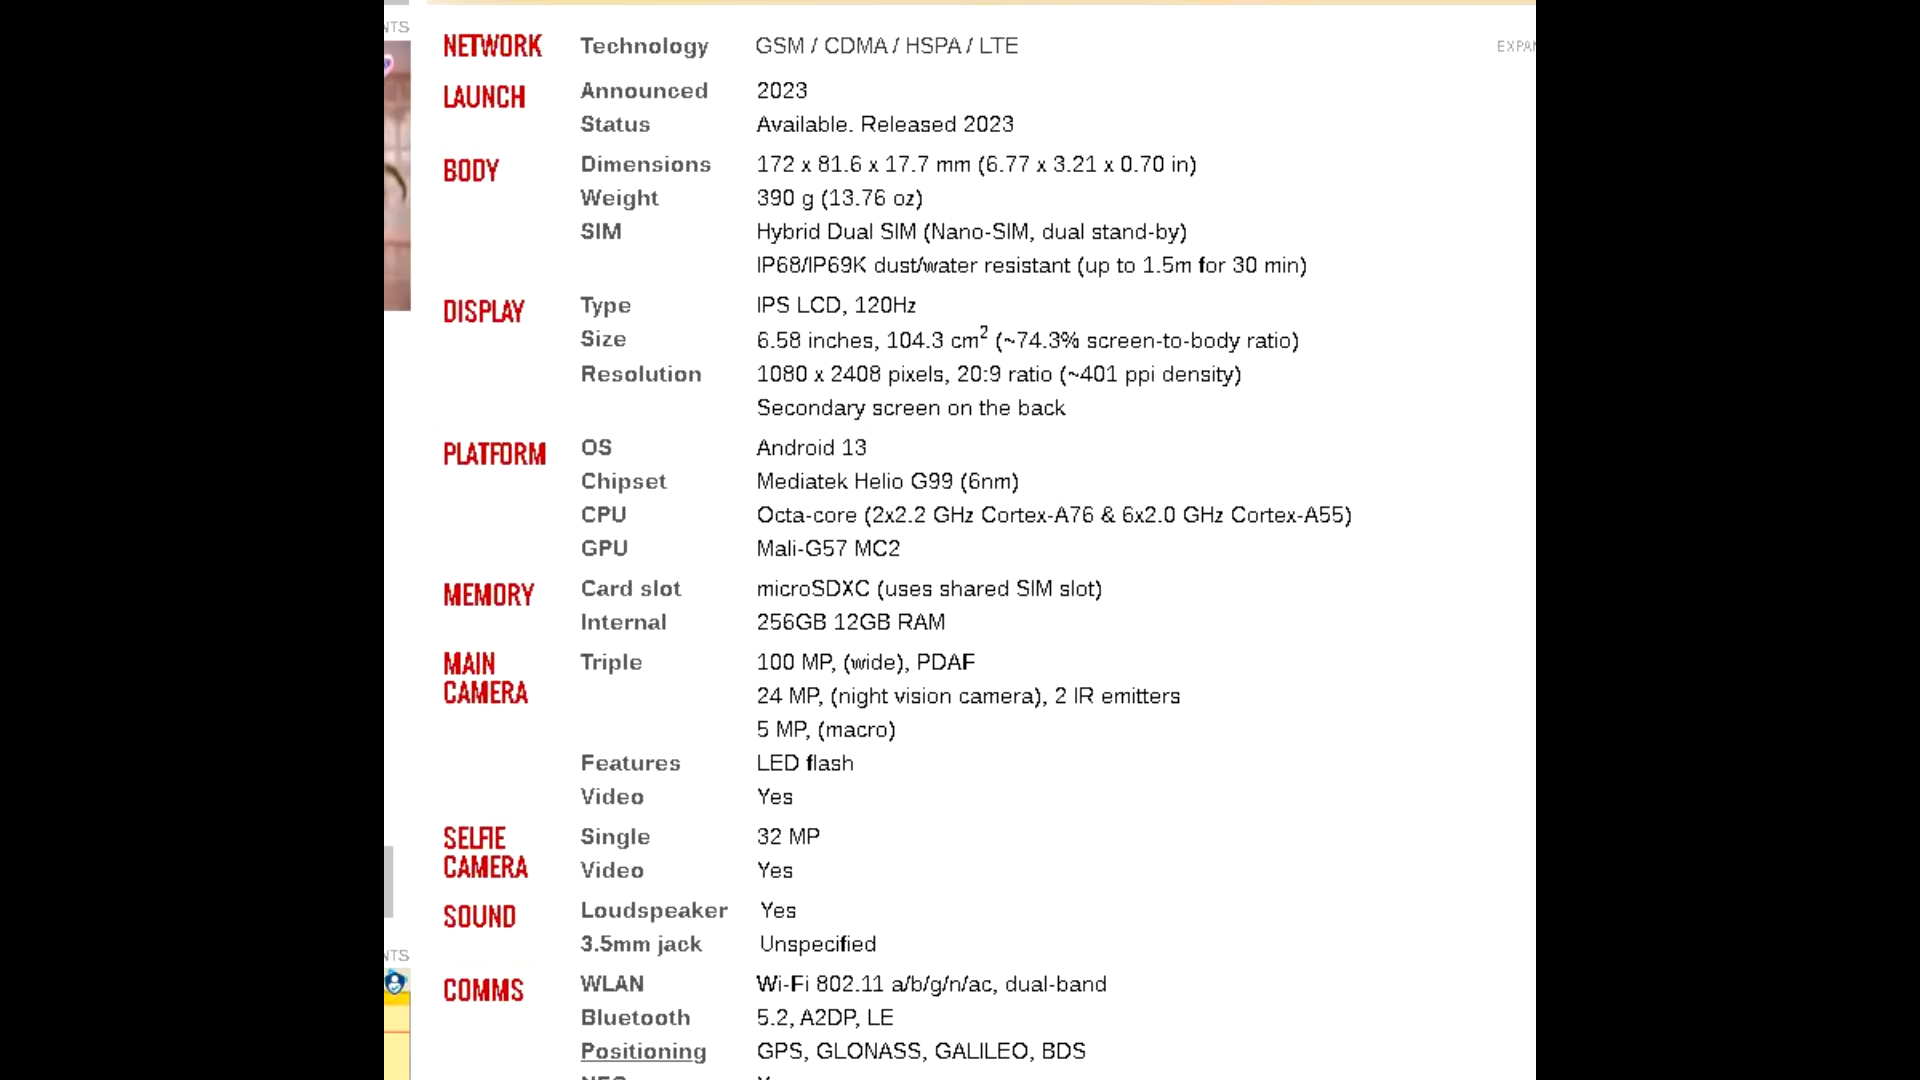 NTS
NETWORK Technology GSM / CDMA / HSPA / LTE
LAUNCH Announced 2023
Status Available. Released 2023
BODY Dimensions 172 x 81.6 x 17.7 mm (6.77 x 3.21 x 0.70 in)
Weight 390 g (13.76 oz)
SIM Hybrid Dual SIM (Nano-SIM, dual stand-by)
IP68/IP69K dust/water resistant (up to 1.5m for 30 min)
DISPLAY Type IPS LCD, 120Hz
Size 6.58 inches, 104.3 cm² (~74.3% screen-to-body ratio)
Resolution 1080 x 2408 pixels, 20:9 ratio (~401 ppi density)
Secondary screen on the back
PLATFORM OS Android 13
Chipset Mediatek Helio G99 (6nm)
CPU Octa-core (2x2.2 GHz Cortex-A76 & 6x2.0 GHz Cortex-A55)
GPU Mali-G57 MC2
MEMORY Card slot microSDXC (uses shared SIM slot)
Internal 256GB 12GB RAM
MAIN CAMERA Triple 100 MP, (wide), PDAF
24 MP, (night vision camera), 2 IR emitters
5 MP, (macro)
Features LED flash
Video Yes
SELFIE CAMERA Single 32 MP
Video Yes
SOUND Loudspeaker Yes
3.5mm jack Unspecified
NTS
COMMS WLAN Wi-Fi 802.11 a/b/g/n/ac, dual-band
Bluetooth 5.2, A2DP, LE
Positioning GPS, GLONASS, GALILEO, BDS